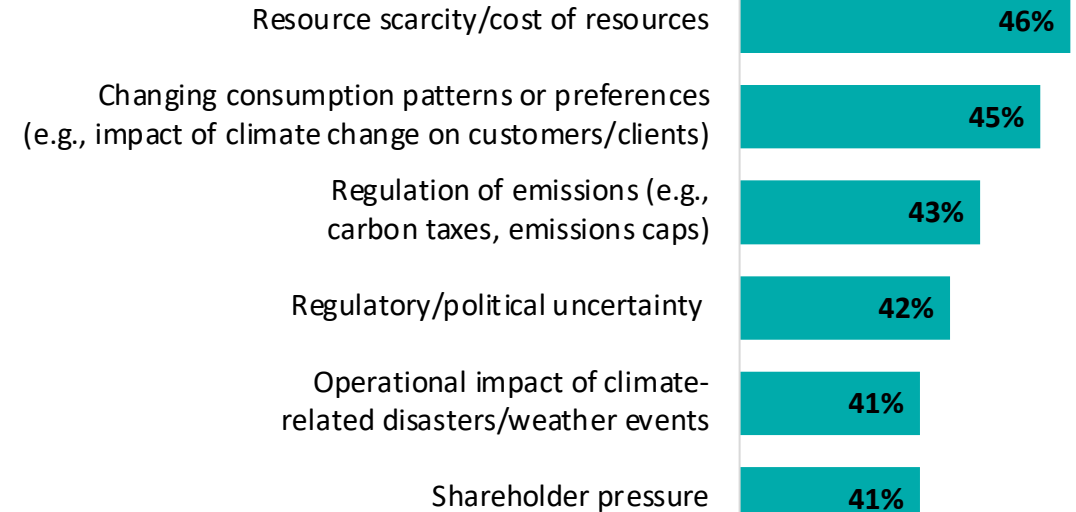 Resource scarcity/cost of resources 46%
Changing consumption patterns or preferences
(e.g., impact of climate change on customers/clients) 45%
Regulation of emissions (e.g.,
carbon taxes, emissions caps) 43%
Regulatory/political uncertainty 42%
Operational impact of climate-
related disasters/weather events 41%
Shareholder pressure 41%